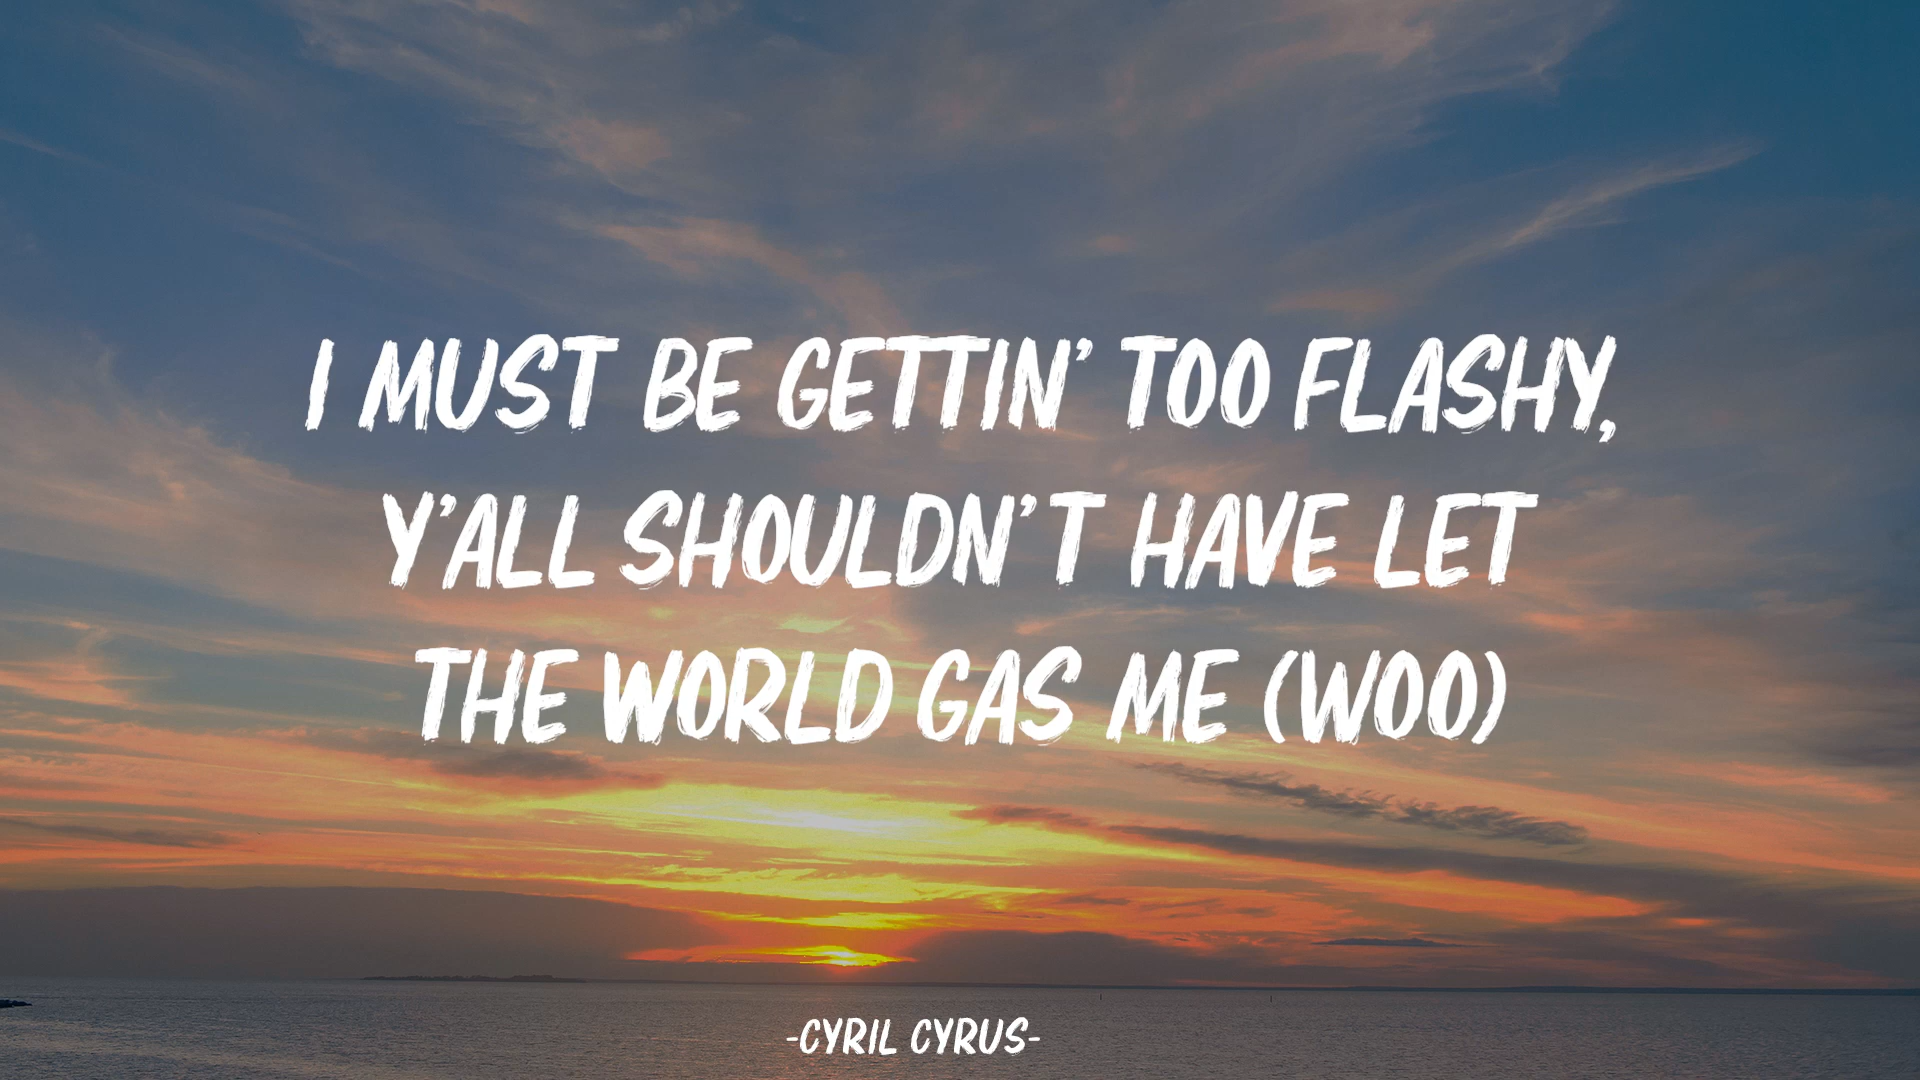 I MUST BE GETTIN' TOO FLASHY,
Y'ALL SHOULDN'T HAVE LET
THE WORLD GAS ME (WOO)
-CYRIL CYRUS-